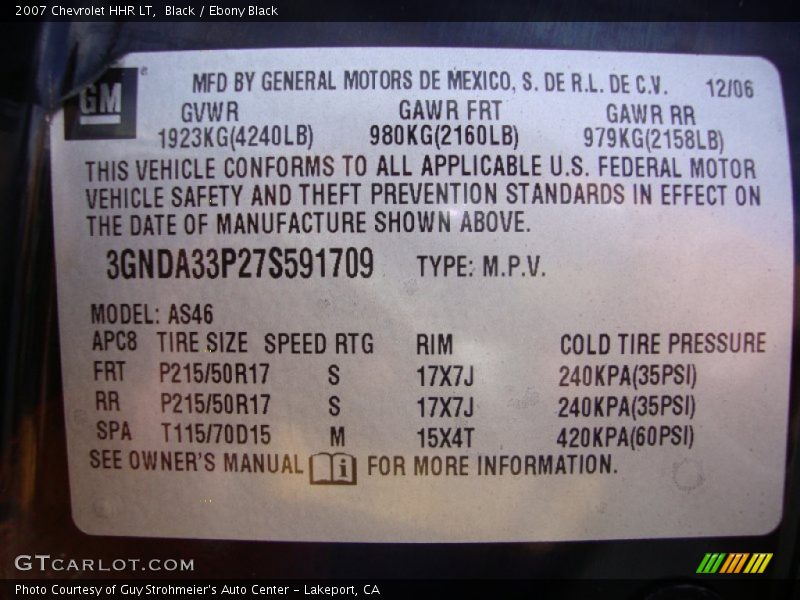 2007 Chevrolet HHR LT,  Black / Ebony Black
GM
MFD BY GENERAL MOTORS DE MEXICO, S. DE R.L. DE C.V. 12/06
GVWR GAWR FRT GAWR RR
1923KG(4240LB) 980KG(2160LB) 979KG(2158LB)
THIS VEHICLE CONFORMS TO ALL APPLICABLE U.S. FEDERAL MOTOR
VEHICLE SAFETY AND THEFT PREVENTION STANDARDS IN EFFECT ON
THE DATE OF MANUFACTURE SHOWN ABOVE.
3GNDA33P27S591709 TYPE: M.P.V.
MODEL: AS46
APC8 TIRE SIZE SPEED RTG RIM COLD TIRE PRESSURE
FRT P215/50R17 S 17X7J 240KPA(35PSI)
RR P215/50R17 S 17X7J 240KPA(35PSI)
SPA T115/70D15 M 15X4T 420KPA(60PSI)
SEE OWNER'S MANUAL i FOR MORE INFORMATION.
GTCARLOT.COM
Photo Courtesy of Guy Strohmeier's Auto Center – Lakeport, CA